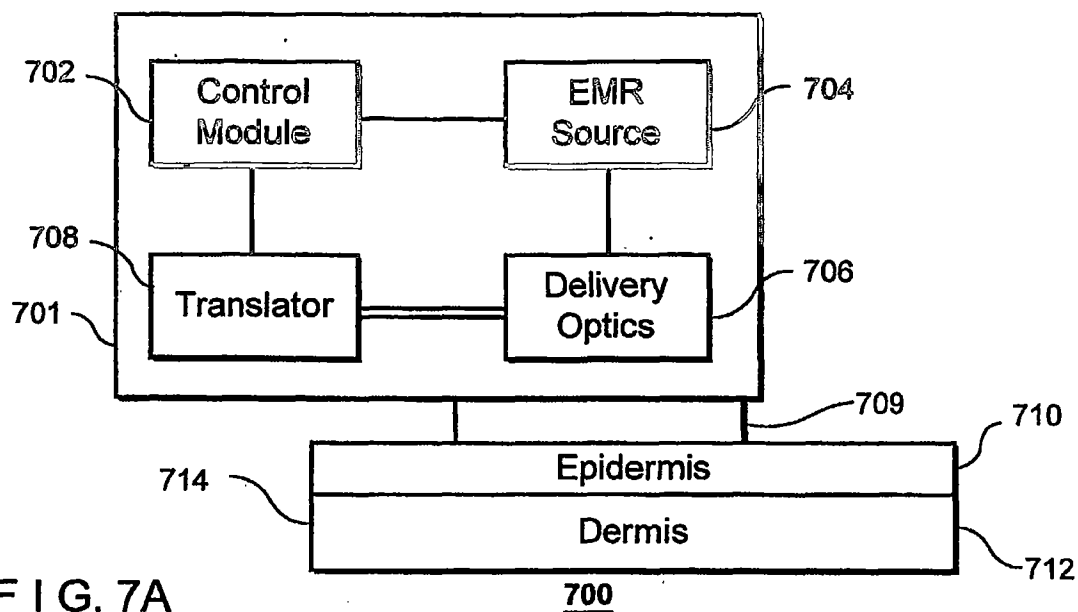 702
Control
Module
EMR
Source
704
708
Translator
Delivery
Optics
706
701
709
710
Epidermis
714
Dermis
712
F I G. 7A
700